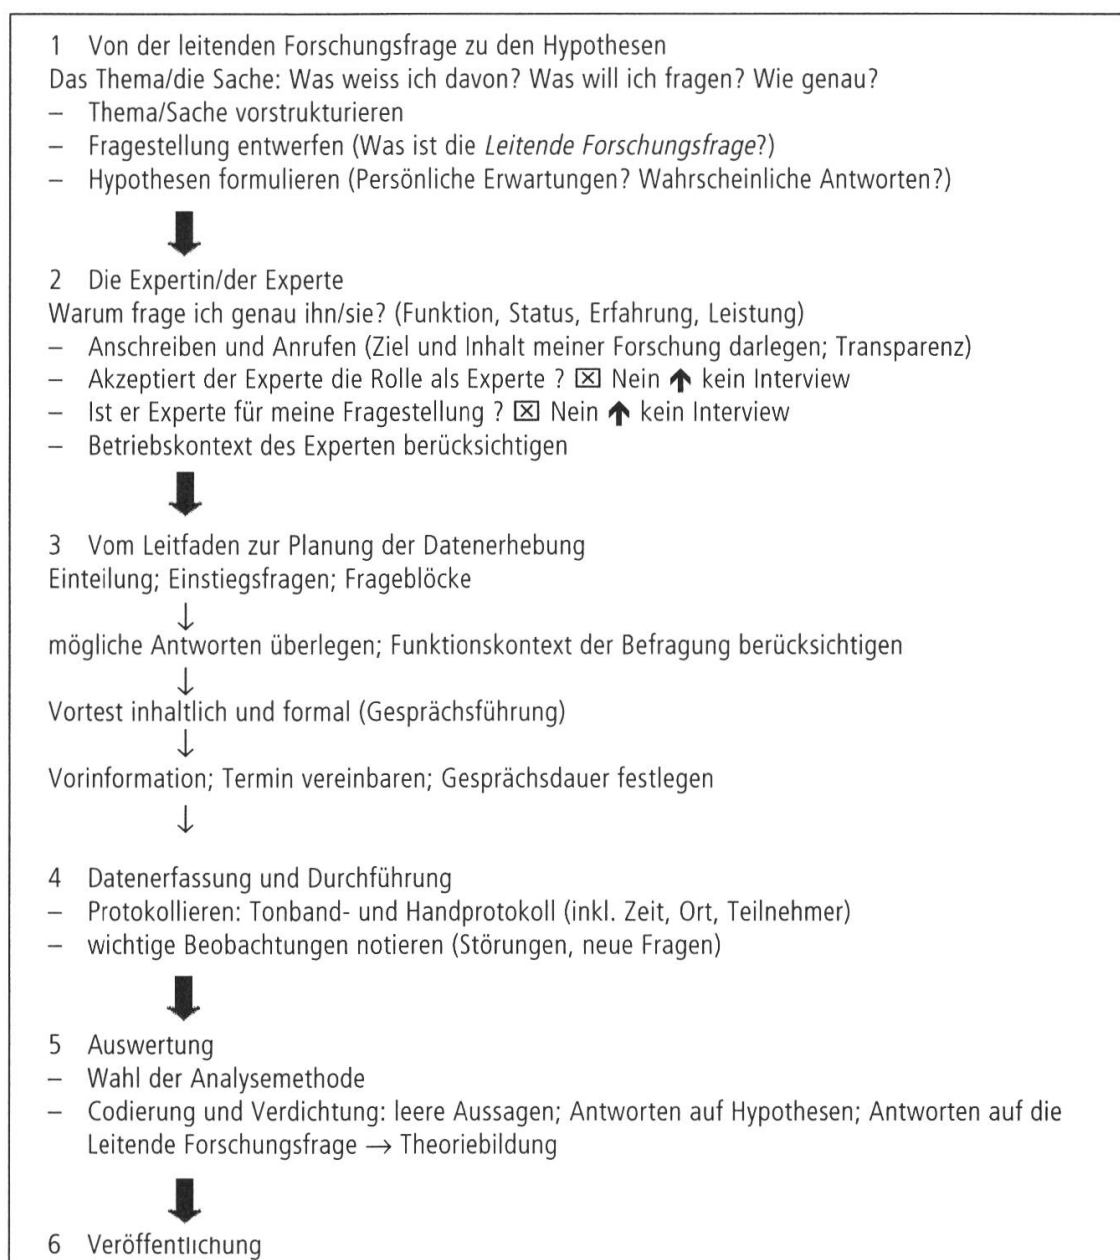 1 Von der leitenden Forschungsfrage zu den Hypothesen
Das Thema/die Sache: Was weiss ich davon? Was will ich fragen? Wie genau?
– Thema/Sache vorstrukturieren
– Fragestellung entwerfen (Was ist die Leitende Forschungsfrage?)
– Hypothesen formulieren (Persönliche Erwartungen? Wahrscheinliche Antworten?)
2 Die Expertin/der Experte
Warum frage ich genau ihn/sie? (Funktion, Status, Erfahrung, Leistung)
– Anschreiben und Anrufen (Ziel und Inhalt meiner Forschung darlegen; Transparenz)
– Akzeptiert der Experte die Rolle als Experte ? ☒ Nein ↑ kein Interview
– Ist er Experte für meine Fragestellung ? ☒ Nein ↑ kein Interview
– Betriebskontext des Experten berücksichtigen
3 Vom Leitfaden zur Planung der Datenerhebung
Einteilung; Einstiegsfragen; Frageblöcke
↓
mögliche Antworten überlegen; Funktionskontext der Befragung berücksichtigen
↓
Vortest inhaltlich und formal (Gesprächsführung)
↓
Vorinformation; Termin vereinbaren; Gesprächsdauer festlegen
↓
4 Datenerfassung und Durchführung
– Protokollieren: Tonband- und Handprotokoll (inkl. Zeit, Ort, Teilnehmer)
– wichtige Beobachtungen notieren (Störungen, neue Fragen)
5 Auswertung
– Wahl der Analysemethode
– Codierung und Verdichtung: leere Aussagen; Antworten auf Hypothesen; Antworten auf die
Leitende Forschungsfrage → Theoriebildung
6 Veröffentlichung